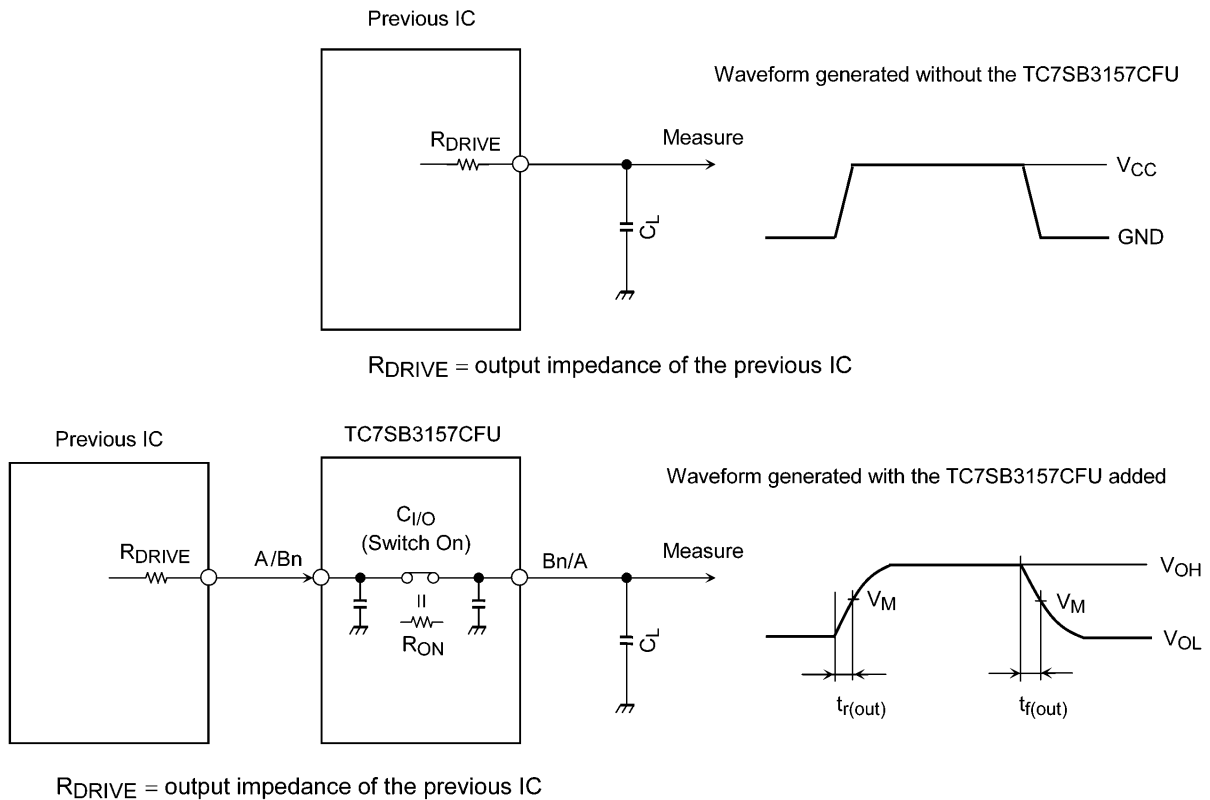 Previous IC
Waveform generated without the TC7SB3157CFU
RDRIVE
Measure
VCC
CL
GND
RDRIVE = output impedance of the previous IC
Previous IC
TC7SB3157CFU
Waveform generated with the TC7SB3157CFU added
CI/O
(Switch On)
RDRIVE
A/Bn
Bn/A
Measure
VOH
VM
VM
RON
CL
VOL
tr(out)
tf(out)
RDRIVE = output impedance of the previous IC